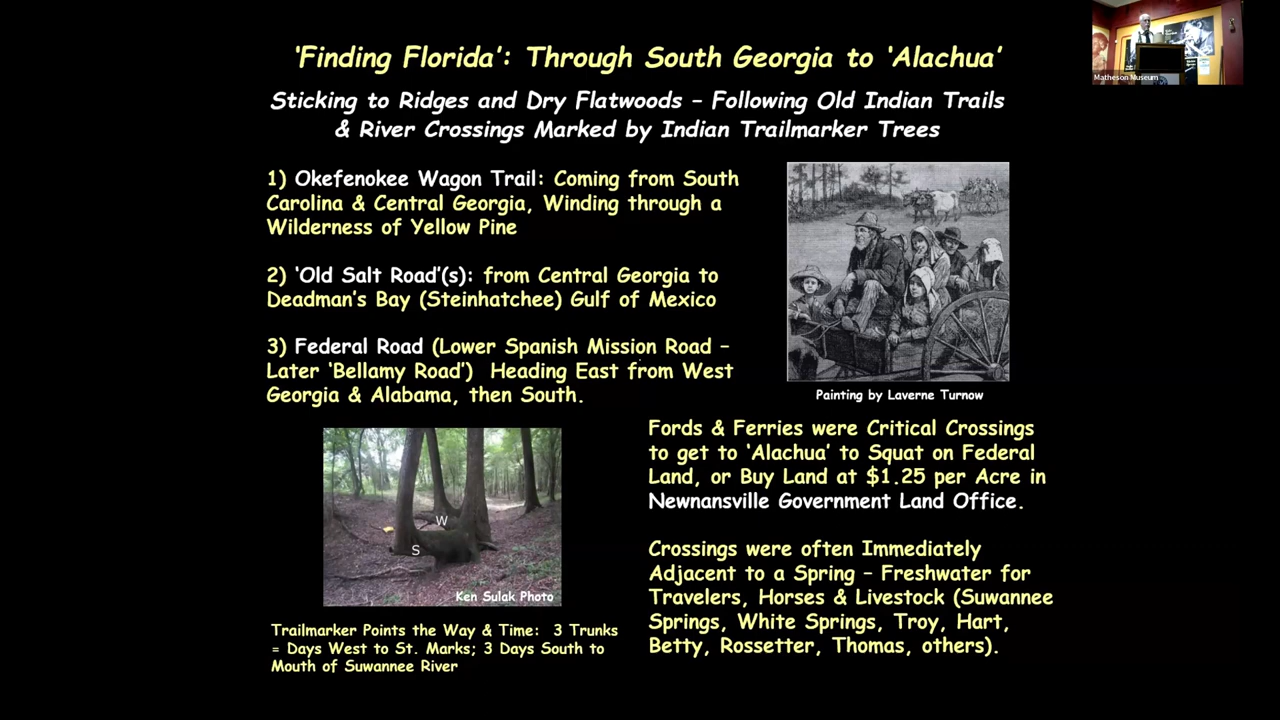 ‘Finding Florida’: Through South Georgia to ‘Alachua’
Sticking to Ridges and Dry Flatwoods – Following Old Indian Trails
& River Crossings Marked by Indian Trailmarker Trees
1) Okefenokee Wagon Trail: Coming from South
Carolina & Central Georgia, Winding through a
Wilderness of Yellow Pine
2) ‘Old Salt Road’(s): from Central Georgia to
Deadman’s Bay (Steinhatchee) Gulf of Mexico
3) Federal Road (Lower Spanish Mission Road –
Later ‘Bellamy Road’) Heading East from West
Georgia & Alabama, then South.
Painting by Laverne Turnow
W
S
Ken Sulak Photo
Trailmarker Points the Way & Time: 3 Trunks
= Days West to St. Marks; 3 Days South to
Mouth of Suwannee River
Fords & Ferries were Critical Crossings
to get to ‘Alachua’ to Squat on Federal
Land, or Buy Land at $1.25 per Acre in
Newnansville Government Land Office.
Crossings were often Immediately
Adjacent to a Spring – Freshwater for
Travelers, Horses & Livestock (Suwannee
Springs, White Springs, Troy, Hart,
Betty, Rossetter, Thomas, others).
Matheson Museum